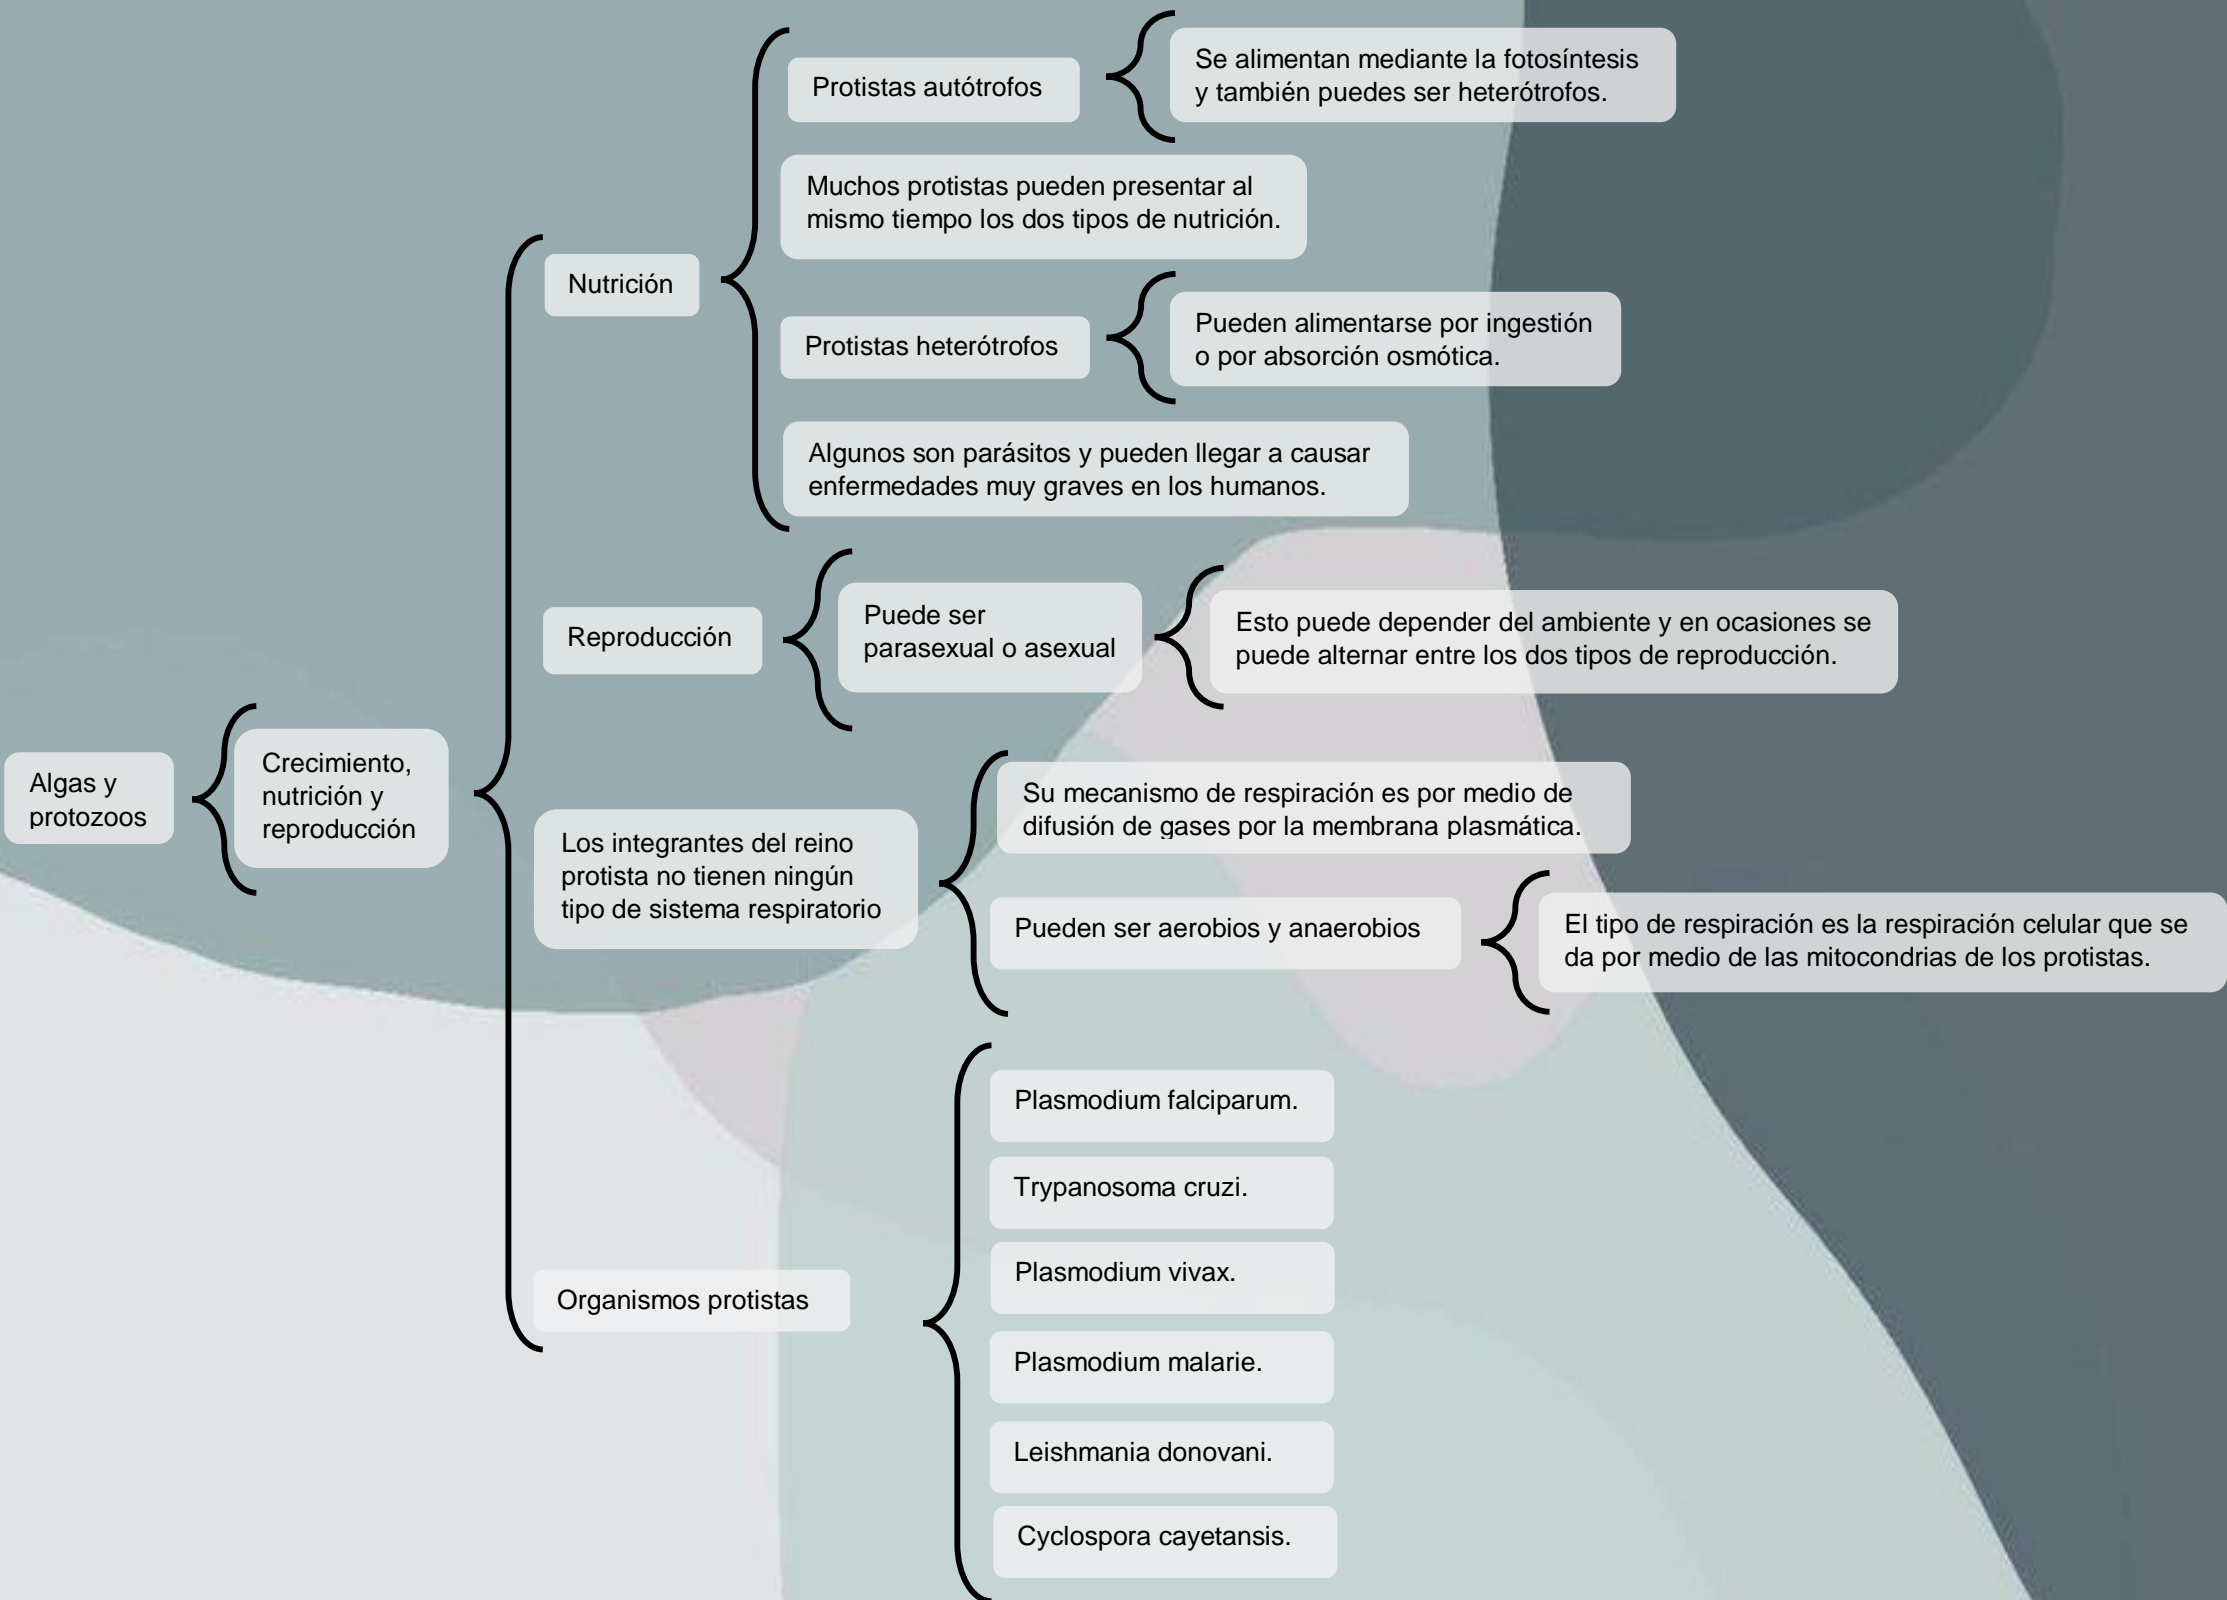 Algas y
protozoos
Crecimiento,
nutrición y
reproducción
Nutrición
Protistas autótrofos
Se alimentan mediante la fotosíntesis
y también puedes ser heterótrofos.
Muchos protistas pueden presentar al
mismo tiempo los dos tipos de nutrición.
Protistas heterótrofos
Pueden alimentarse por ingestión
o por absorción osmótica.
Algunos son parásitos y pueden llegar a causar
enfermedades muy graves en los humanos.
Reproducción
Puede ser
parasexual o asexual
Esto puede depender del ambiente y en ocasiones se
puede alternar entre los dos tipos de reproducción.
Los integrantes del reino
protista no tienen ningún
tipo de sistema respiratorio
Su mecanismo de respiración es por medio de
difusión de gases por la membrana plasmática.
Pueden ser aerobios y anaerobios
El tipo de respiración es la respiración celular que se
da por medio de las mitocondrias de los protistas.
Organismos protistas
Plasmodium falciparum.
Trypanosoma cruzi.
Plasmodium vivax.
Plasmodium malarie.
Leishmania donovani.
Cyclospora cayetansis.